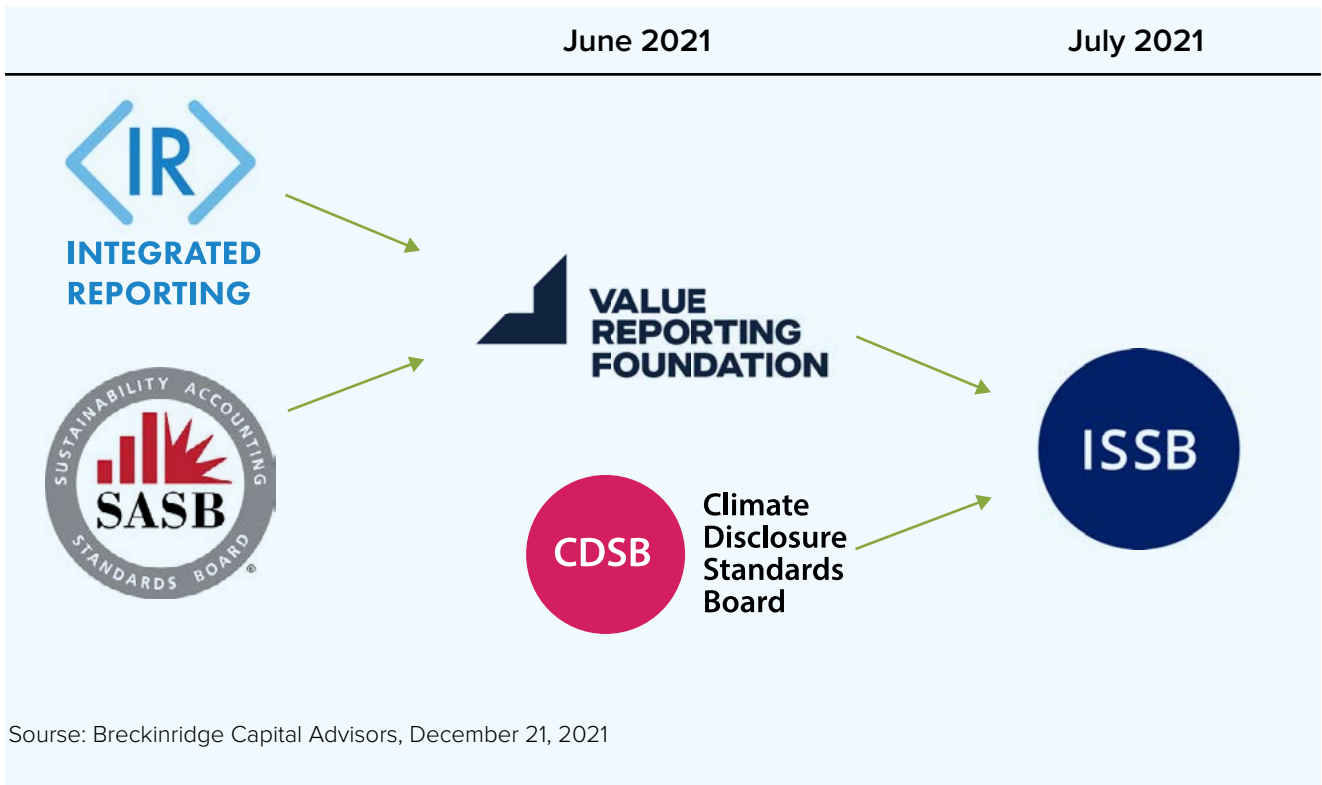 June 2021
July 2021
<IR>
INTEGRATED
REPORTING
VALUE
REPORTING
FOUNDATION
SUSTAINABILITY ACCOUNTING
SASB
STANDARDS BOARD®
CDSB
Climate
Disclosure
Standards
Board
ISSB
Sourse: Breckinridge Capital Advisors, December 21, 2021